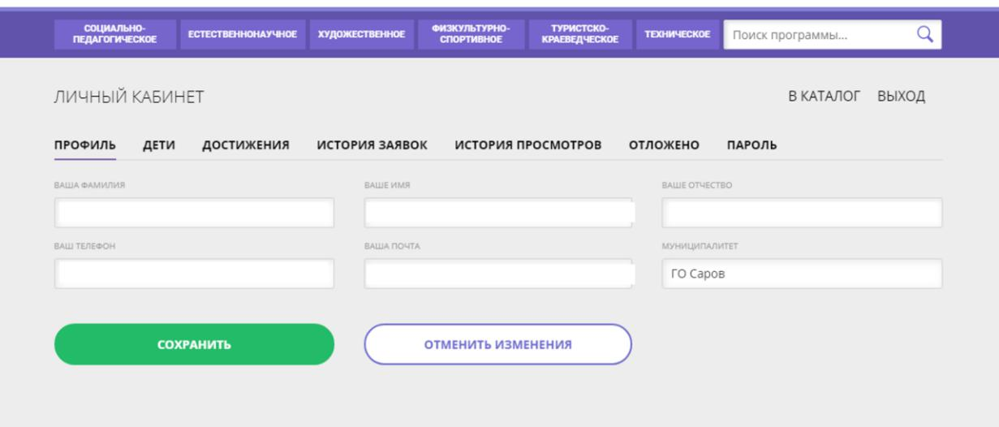 СОЦИАЛЬНО-
ПЕДАГОГИЧЕСКОЕ
ЕСТЕСТВЕННОНАУЧНОЕ
ХУДОЖЕСТВЕННОЕ
ФИЗКУЛЬТУРНО-
СПОРТИВНОЕ
ТУРИСТСКО-
КРАЕВЕДЧЕСКОЕ
ТЕХНИЧЕСКОЕ
Поиск программы...
ЛИЧНЫЙ КАБИНЕТ
В КАТАЛОГ ВЫХОД
ПРОФИЛЬ ДЕТИ ДОСТИЖЕНИЯ ИСТОРИЯ ЗАЯВОК ИСТОРИЯ ПРОСМОТРОВ ОТЛОЖЕНО ПАРОЛЬ
ВАША ФАМИЛИЯ ВАШЕ ИМЯ ВАШЕ ОТЧЕСТВО
ВАШ ТЕЛЕФОН ВАША ПОЧТА МУНИЦИПАЛИТЕТ
ГО Саров
СОХРАНИТЬ ОТМЕНИТЬ ИЗМЕНЕНИЯ